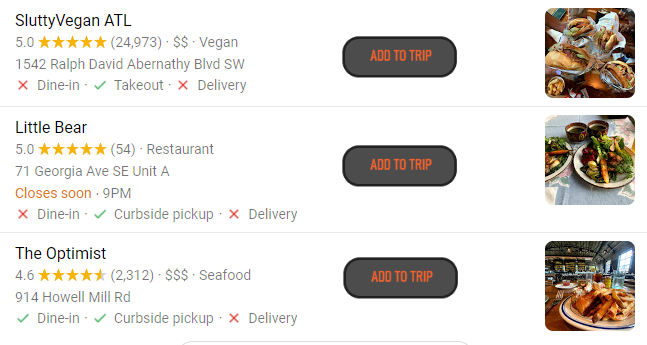 SluttyVegan ATL
5.0 ★★★★★ (24,973) · $$ · Vegan
1542 Ralph David Abernathy Blvd SW
✕ Dine-in · ✓ Takeout · ✕ Delivery
ADD TO TRIP
Little Bear
5.0 ★★★★★ (54) · Restaurant
71 Georgia Ave SE Unit A
Closes soon · 9PM
✕ Dine-in · ✓ Curbside pickup · ✕ Delivery
ADD TO TRIP
The Optimist
4.6 ★★★★★ (2,312) · $$$ · Seafood
914 Howell Mill Rd
✓ Dine-in · ✓ Curbside pickup · ✕ Delivery
ADD TO TRIP